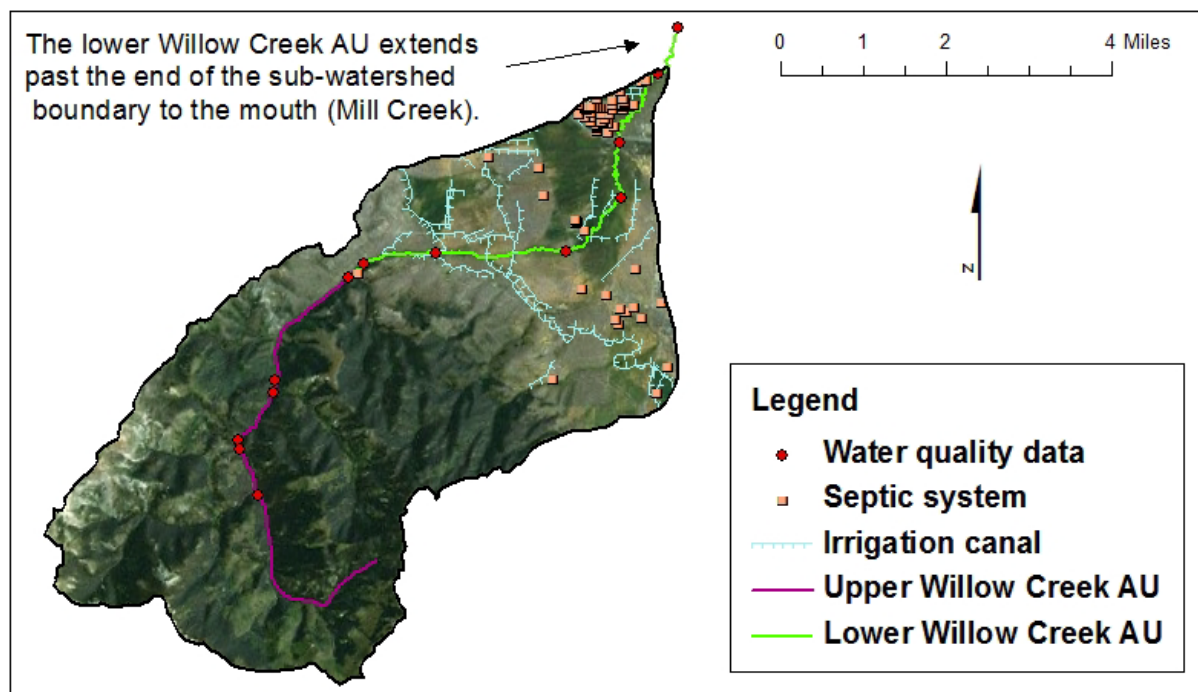 The lower Willow Creek AU extends
past the end of the sub-watershed
boundary to the mouth (Mill Creek).
0 1 2 4 Miles
N
Legend
Water quality data
Septic system
Irrigation canal
Upper Willow Creek AU
Lower Willow Creek AU